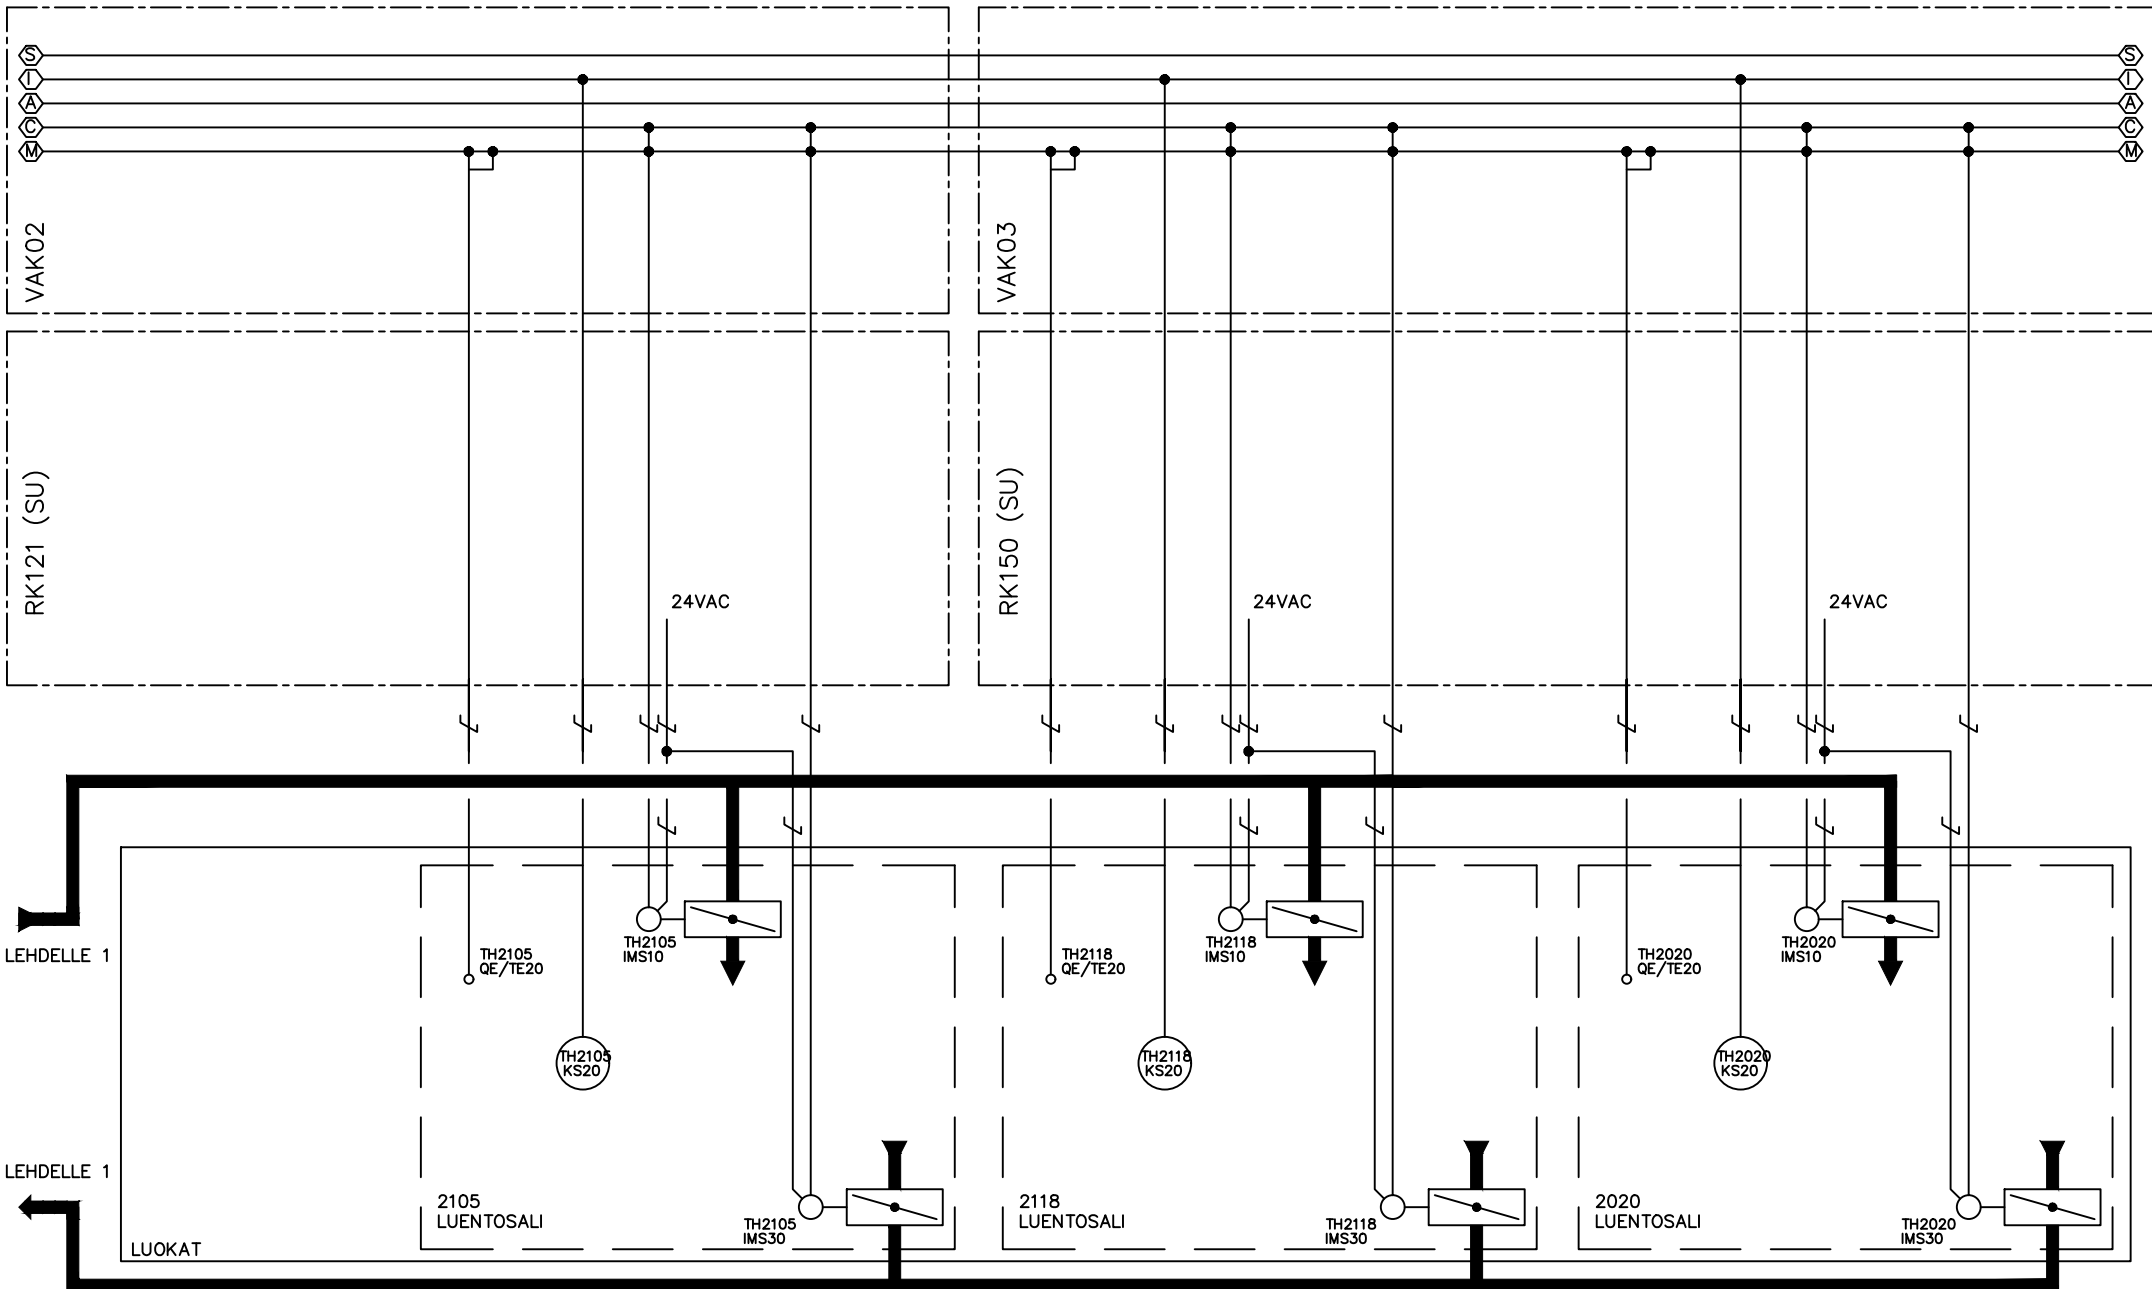 S
S
I
I
A
A
C
C
M
M
VAK02
VAK03
RK121 (SU)
RK150 (SU)
24VAC
24VAC
24VAC
LEHDELLE 1
TH2105
QE/TE20
TH2105
IMS10
TH2118
QE/TE20
TH2118
IMS10
TH2020
QE/TE20
TH2020
IMS10
TH2105
KS20
TH2118
KS20
TH2020
KS20
LEHDELLE 1
2105
LUENTOSALI
TH2105
IMS30
2118
LUENTOSALI
TH2118
IMS30
2020
LUENTOSALI
TH2020
IMS30
LUOKAT